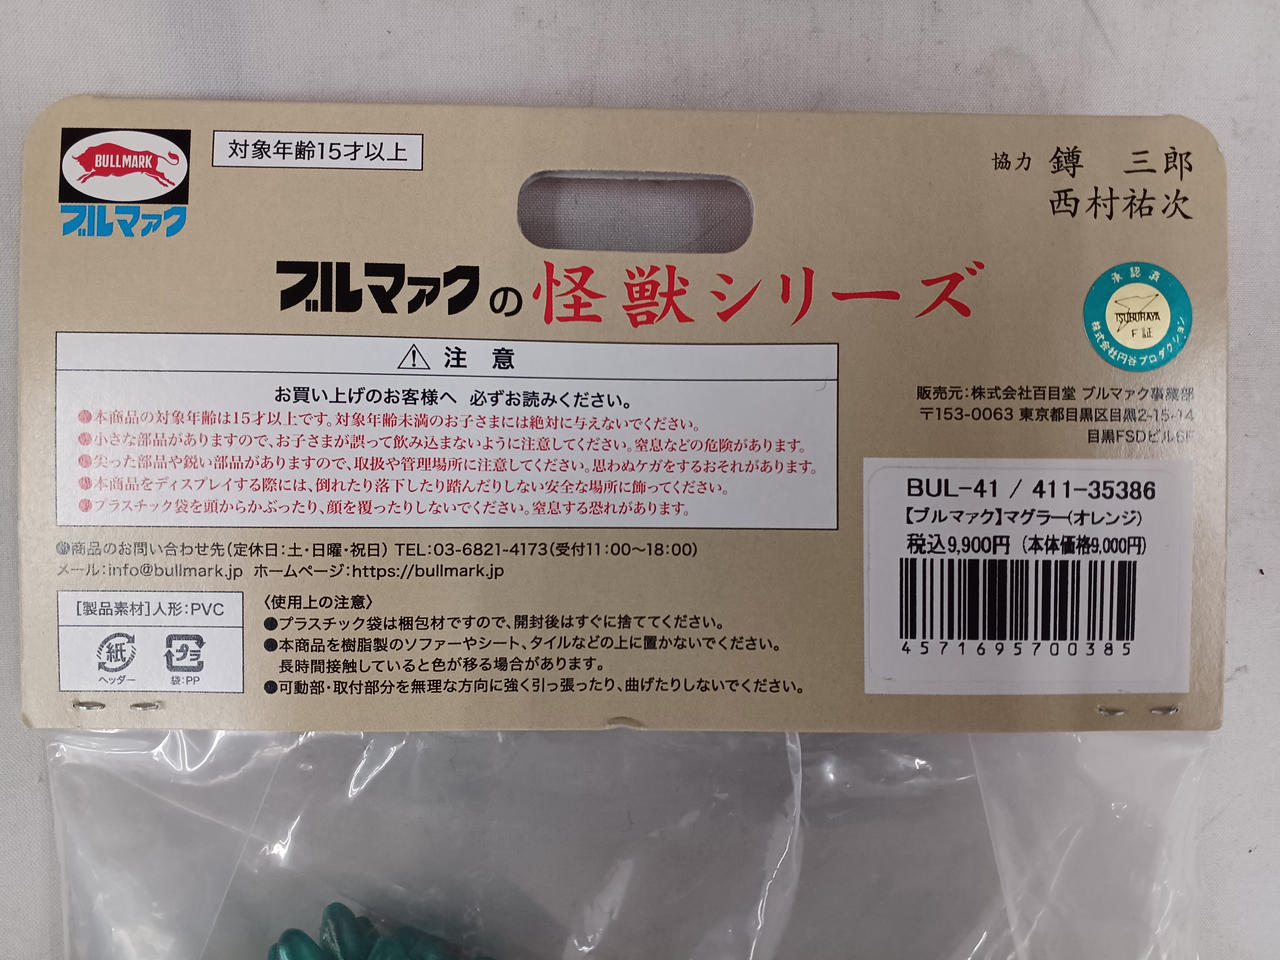 BULLMARK
ブルマァク
対象年齢15才以上
協力 鐏 三郎
西村祐次
ブルマァクの怪獣シリーズ
承認済
TSUBURAYA
F 証
株式会社円谷プロダクション
注 意
お買い上げのお客様へ 必ずお読みください。
●本商品の対象年齢は15才以上です。対象年齢未満のお子さまには絶対に与えないでください。
●小さな部品がありますので、お子さまが誤って飲み込まないように注意してください。窒息などの危険があります。
●尖った部品や鋭い部品がありますので、取扱や管理場所に注意してください。思わぬケガをするおそれがあります。
●本商品をディスプレイする際には、倒れたり落下したり踏んだりしない安全な場所に飾ってください。
●プラスチック袋を頭からかぶったり、顔を覆ったりしないでください。窒息する恐れがあります。
販売元:株式会社百目堂 ブルマァク事業部
〒153-0063 東京都目黒区目黒2-15-14
目黒FSDビル6F
●商品のお問い合わせ先(定休日:土・日曜・祝日) TEL:03-6821-4173(受付11:00〜18:00)
メール:info@bullmark.jp ホームページ:https://bullmark.jp
[製品素材]人形:PVC
紙
ヘッダー
プラ
袋:PP
〈使用上の注意〉
●プラスチック袋は梱包材ですので、開封後はすぐに捨ててください。
●本商品を樹脂製のソファーやシート、タイルなどの上に置かないでください。
長時間接触していると色が移る場合があります。
●可動部・取付部分を無理な方向に強く引っ張ったり、曲げたりしないでください。
BUL-41 / 411-35386
【ブルマァク】マグラー(オレンジ)
税込9,900円 (本体価格9,000円)
4571695700385